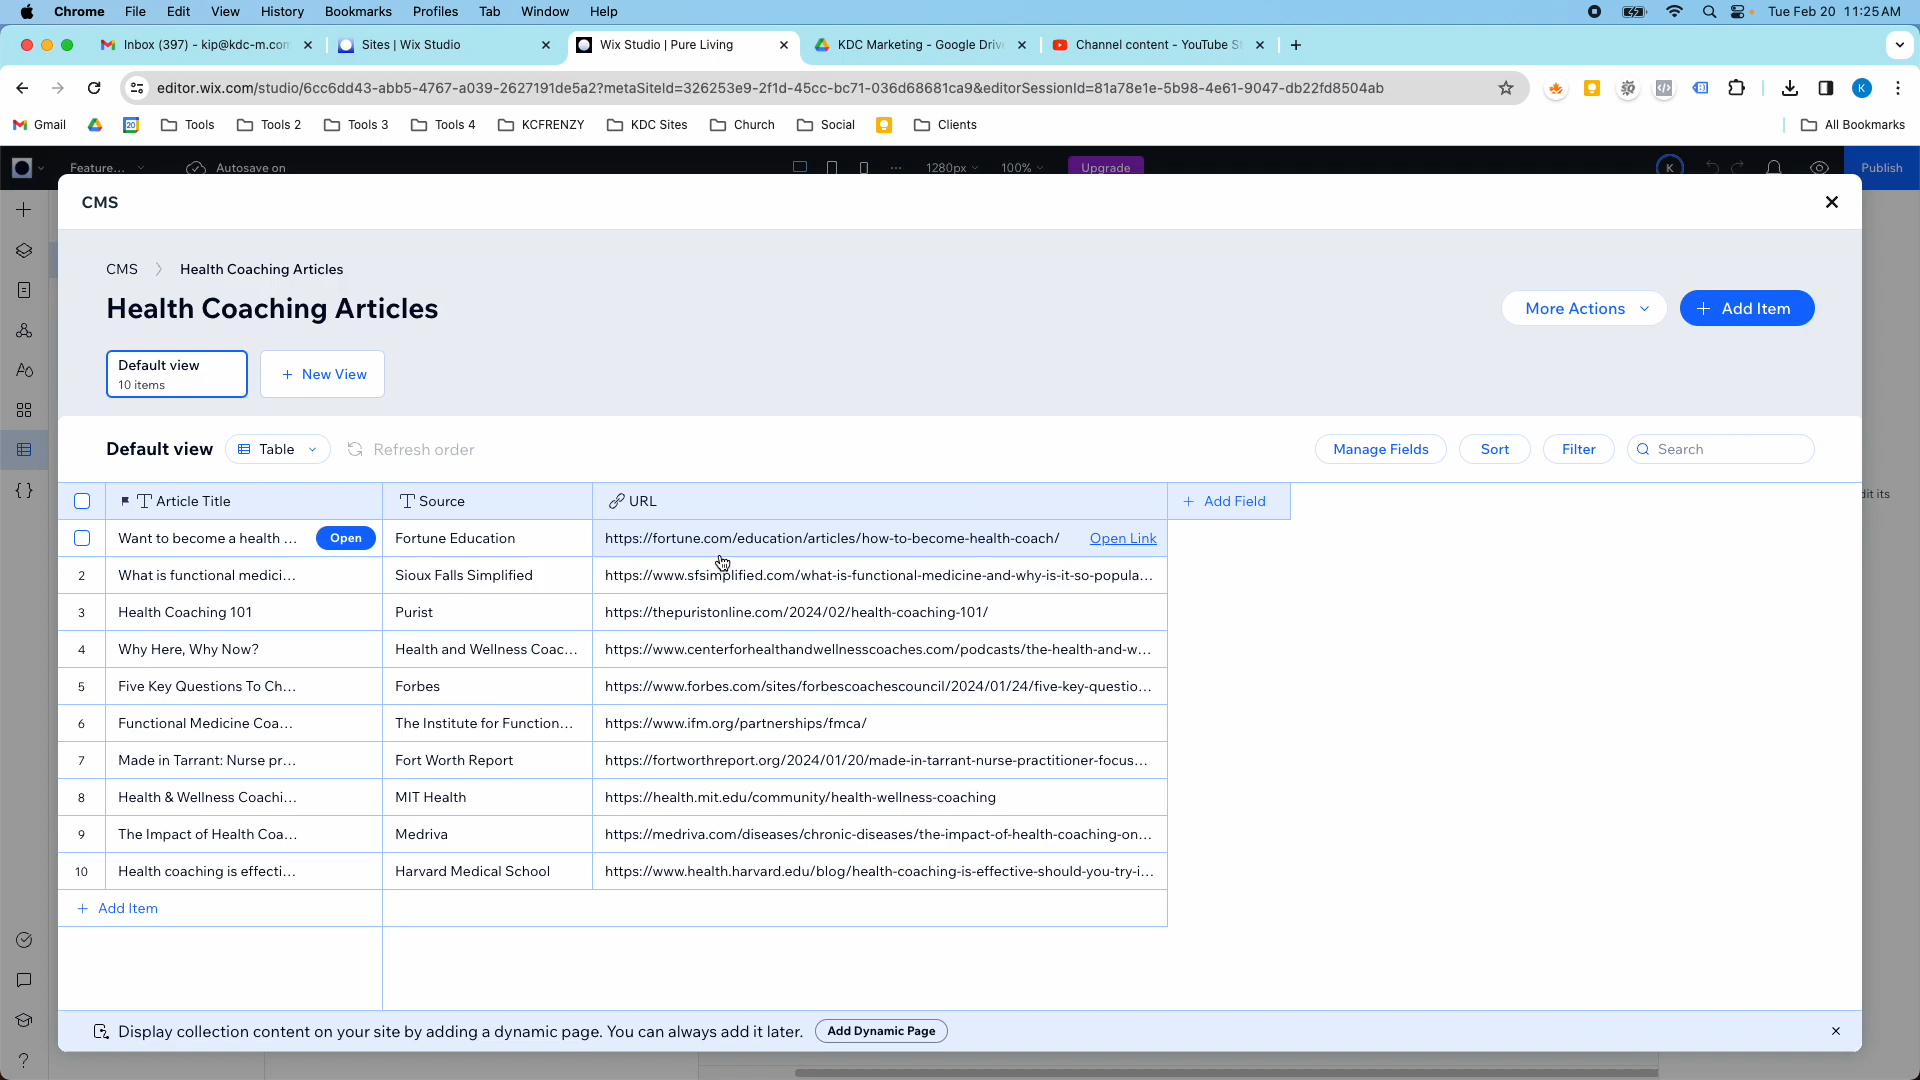 Chrome File Edit View History Bookmarks Profiles Tab Window Help Tue Feb 20 11:25 AM
Inbox (397) - kip@kdc-m.com Sites | Wix Studio Wix Studio | Pure Living KDC Marketing - Google Driv Channel content - YouTube S
editor.wix.com/studio/6cc6dd43-abb5-4767-a039-2627191de5a2?metaSiteId=326253e9-2f1d-45cc-bc71-036d68681ca9&editorSessionId=81a78e1e-5b98-4e61-9047-db22fd8504ab K
Gmail 20 Tools Tools 2 Tools 3 Tools 4 KCFRENZY KDC Sites Church Social Clients All Bookmarks
Feature... Autosave on 1280px 100% Upgrade K Publish
CMS
CMS Health Coaching Articles
Health Coaching Articles
More Actions + Add Item
Default view
10 items
+ New View
Default view Table Refresh order Manage Fields Sort Filter Search
Article Title Source URL + Add Field
dit its
Want to become a health ... Open Fortune Education https://fortune.com/education/articles/how-to-become-health-coach/ Open Link
2 What is functional medici... Sioux Falls Simplified https://www.sfsimplified.com/what-is-functional-medicine-and-why-is-it-so-popula...
3 Health Coaching 101 Purist https://thepuristonline.com/2024/02/health-coaching-101/
4 Why Here, Why Now? Health and Wellness Coac... https://www.centerforhealthandwellnesscoaches.com/podcasts/the-health-and-w...
5 Five Key Questions To Ch... Forbes https://www.forbes.com/sites/forbescoachescouncil/2024/01/24/five-key-questio...
6 Functional Medicine Coa... The Institute for Function... https://www.ifm.org/partnerships/fmca/
7 Made in Tarrant: Nurse pr... Fort Worth Report https://fortworthreport.org/2024/01/20/made-in-tarrant-nurse-practitioner-focus...
8 Health & Wellness Coachi... MIT Health https://health.mit.edu/community/health-wellness-coaching
9 The Impact of Health Coa... Medriva https://medriva.com/diseases/chronic-diseases/the-impact-of-health-coaching-on...
10 Health coaching is effecti... Harvard Medical School https://www.health.harvard.edu/blog/health-coaching-is-effective-should-you-try-i...
+ Add Item
Display collection content on your site by adding a dynamic page. You can always add it later. Add Dynamic Page